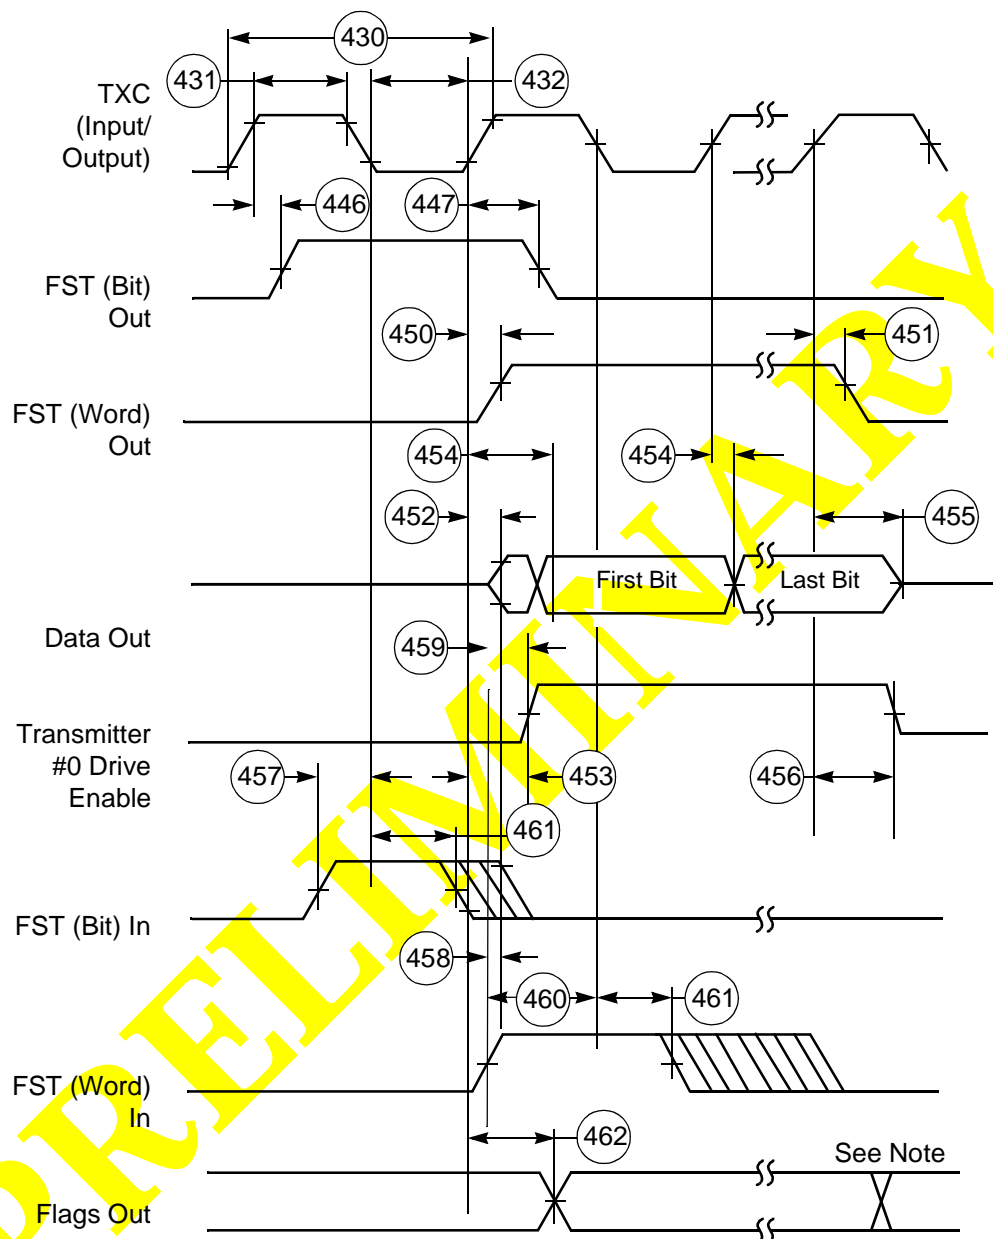 430
431
432
TXC
(Input/
Output)
446
447
FST (Bit)
Out
450
451
FST (Word)
Out
454
454
452
455
First Bit
Last Bit
Data Out
459
Transmitter
#0 Drive
Enable
457
453
456
461
FST (Bit) In
458
460
461
FST (Word)
In
462
See Note
Flags Out
PRELIMINARY